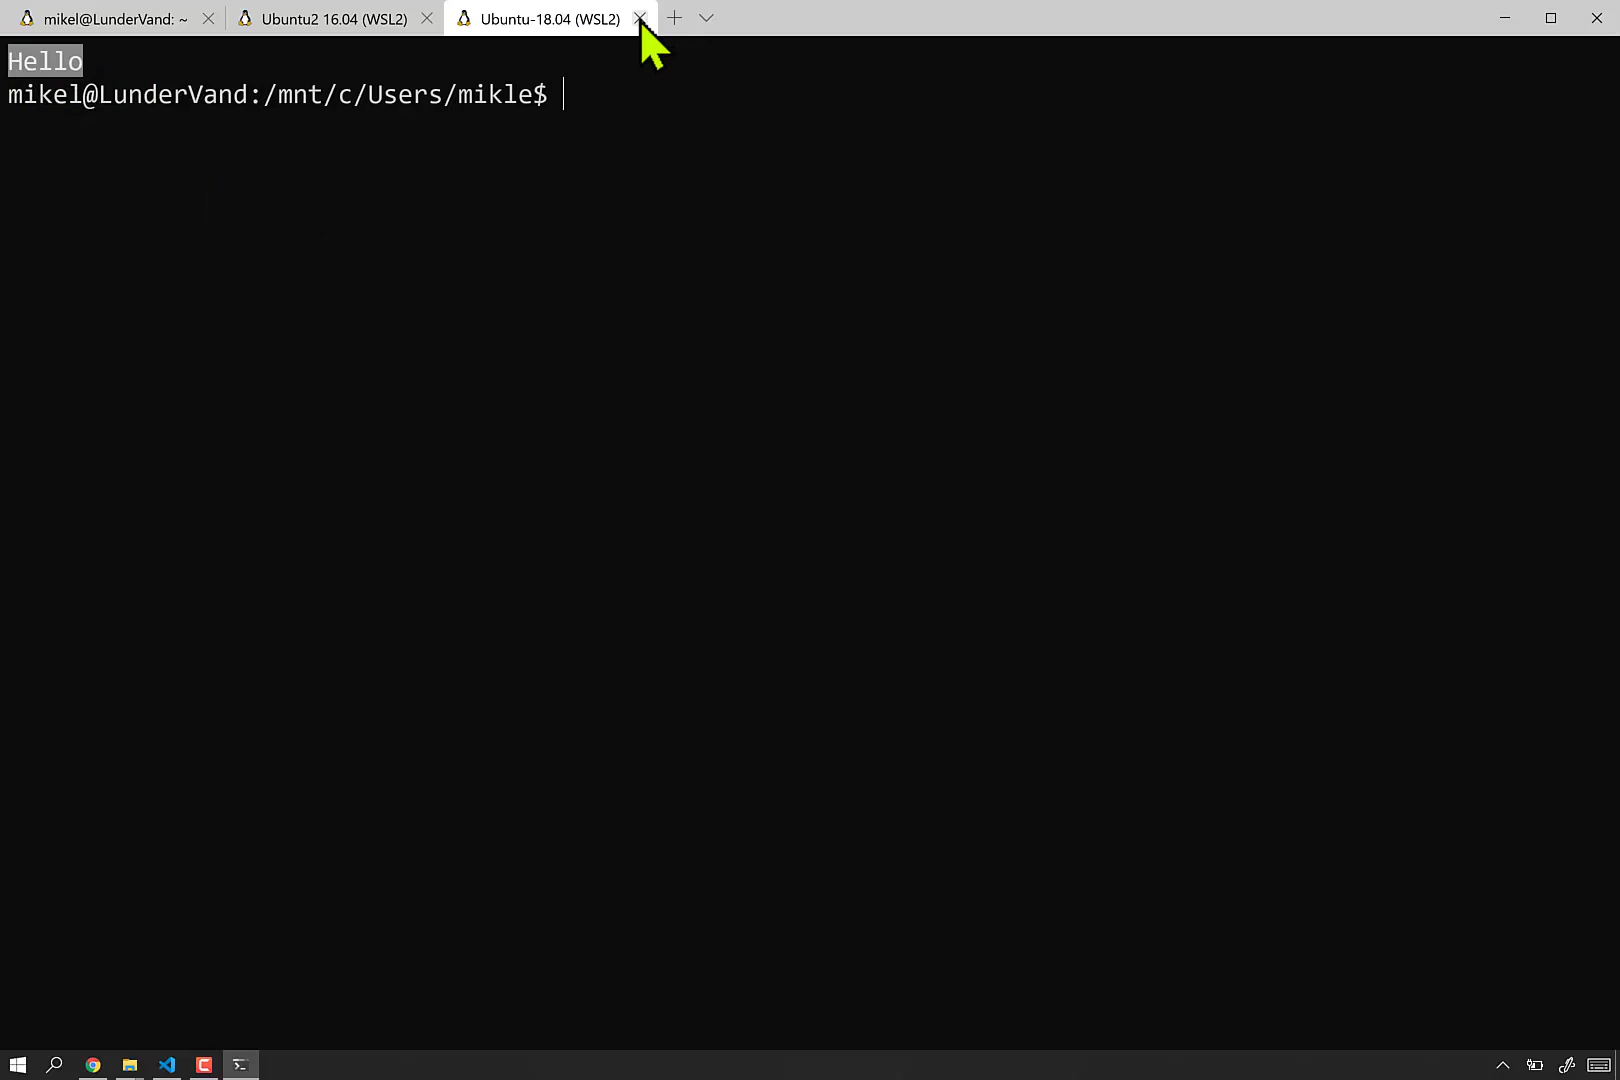 mikel@LunderVand: ~
Ubuntu2 16.04 (WSL2)
Ubuntu-18.04 (WSL2)
Hello
mikel@LunderVand:/mnt/c/Users/mikle$